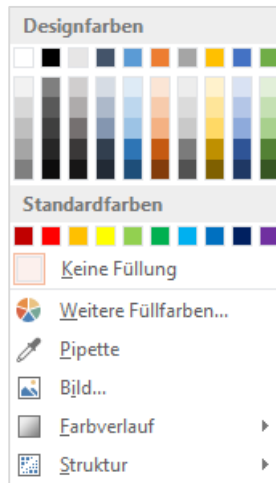 Designfarben
Standardfarben
Keine Füllung
Weitere Füllfarben...
Pipette
Bild...
Farbverlauf
Struktur